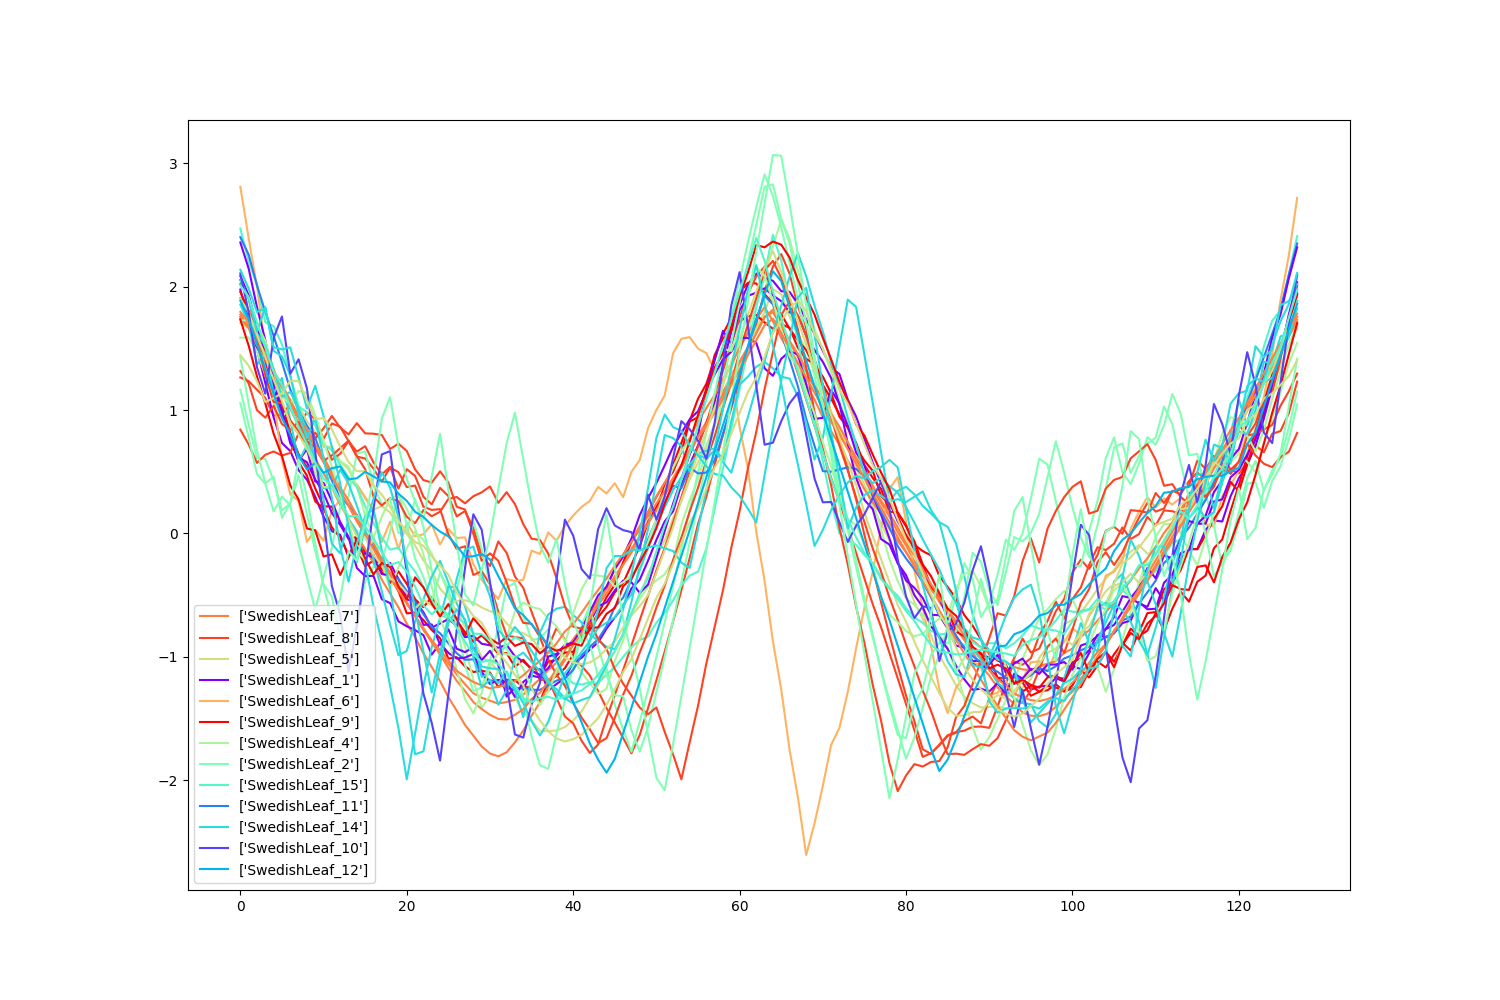 3
2
1
0
−1
−2
['SwedishLeaf_7']
['SwedishLeaf_8']
['SwedishLeaf_5']
['SwedishLeaf_1']
['SwedishLeaf_6']
['SwedishLeaf_9']
['SwedishLeaf_4']
['SwedishLeaf_2']
['SwedishLeaf_15']
['SwedishLeaf_11']
['SwedishLeaf_14']
['SwedishLeaf_10']
['SwedishLeaf_12']
0 20 40 60 80 100 120